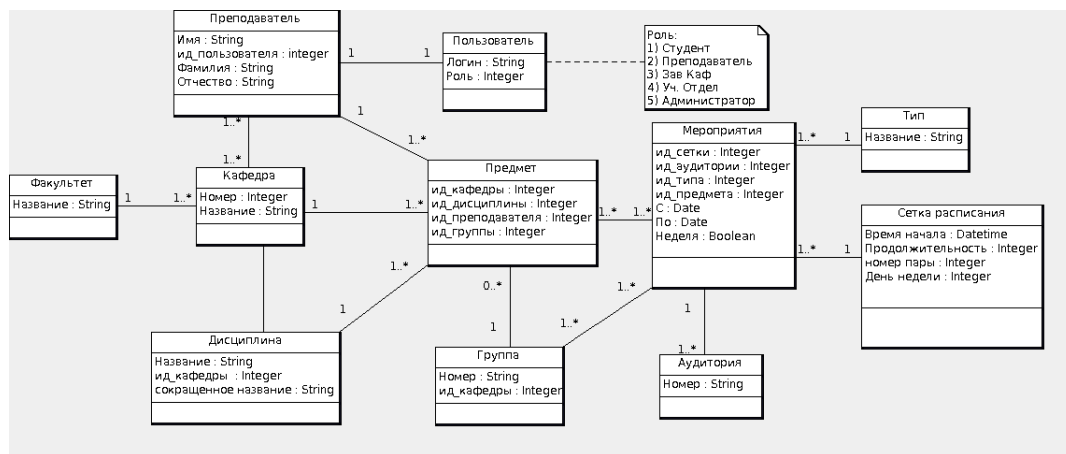 Преподаватель
Имя : String
ид_пользователя : integer
Фамилия : String
Отчество : String
1
1
Пользователь
Логин : String
Роль : Integer
Роль:
1) Студент
2) Преподаватель
3) Зав Каф
4) Уч. Отдел
5) Администратор
1..*
1
1..*
1..*
Мероприятия
ид_сетки : Integer
ид_аудитории : Integer
ид_типа : Integer
ид_предмета : Integer
С : Date
По : Date
Неделя : Boolean
1..*
1
Тип
Название : String
Факультет
Название : String
1
1..*
Кафедра
Номер : Integer
Название : String
1
1..*
Предмет
ид_кафедры : Integer
ид_дисциплины : Integer
ид_преподавателя : Integer
ид_группы : Integer
1..*
1..*
1..*
1
Сетка расписания
Время начала : Datetime
Продолжительность : Integer
номер пары : Integer
День недели : Integer
1..*
1
0..*
1
1..*
1..*
1
1..*
Дисциплина
Название : String
ид_кафедры : Integer
сокращенное название : String
Группа
Номер : String
ид_кафедры : Integer
Аудитория
Номер : String